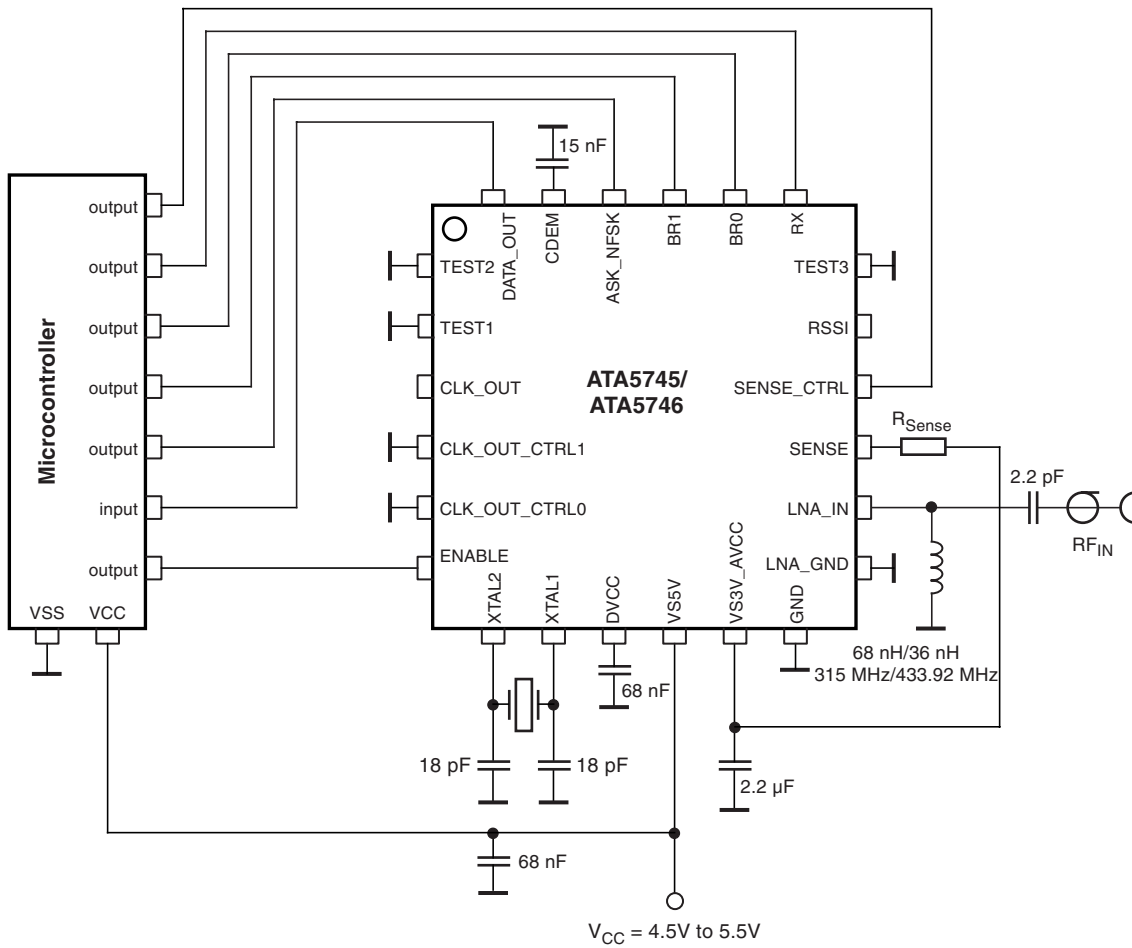 15 nF
Microcontroller
output
output
output
output
output
input
output
VSS
VCC
DATA_OUT
CDEM
ASK_NFSK
BR1
BR0
RX
TEST2
TEST1
CLK_OUT
CLK_OUT_CTRL1
CLK_OUT_CTRL0
ENABLE
ATA5745/
ATA5746
TEST3
RSSI
SENSE_CTRL
SENSE
LNA_IN
LNA_GND
XTAL2
XTAL1
DVCC
VS5V
VS3V_AVCC
GND
RSense
2.2 pF
RFIN
68 nH/36 nH
315 MHz/433.92 MHz
68 nF
18 pF
18 pF
2.2 µF
68 nF
VCC = 4.5V to 5.5V